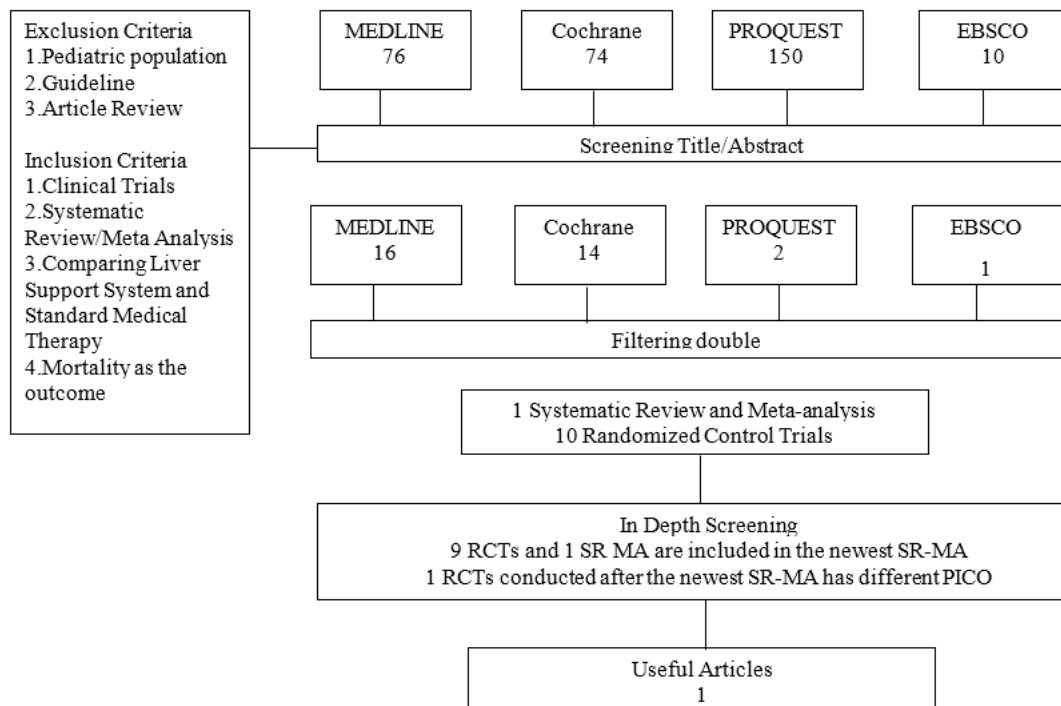 Exclusion Criteria
1.Pediatric population
2.Guideline
3.Article Review
Inclusion Criteria
1.Clinical Trials
2.Systematic
Review/Meta Analysis
3.Comparing Liver
Support System and
Standard Medical
Therapy
4.Mortality as the
outcome
MEDLINE
76
Cochrane
74
PROQUEST
150
EBSCO
10
Screening Title/Abstract
MEDLINE
16
Cochrane
14
PROQUEST
2
EBSCO
1
Filtering double
1 Systematic Review and Meta-analysis
10 Randomized Control Trials
In Depth Screening
9 RCTs and 1 SR MA are included in the newest SR-MA
1 RCTs conducted after the newest SR-MA has different PICO
Useful Articles
1